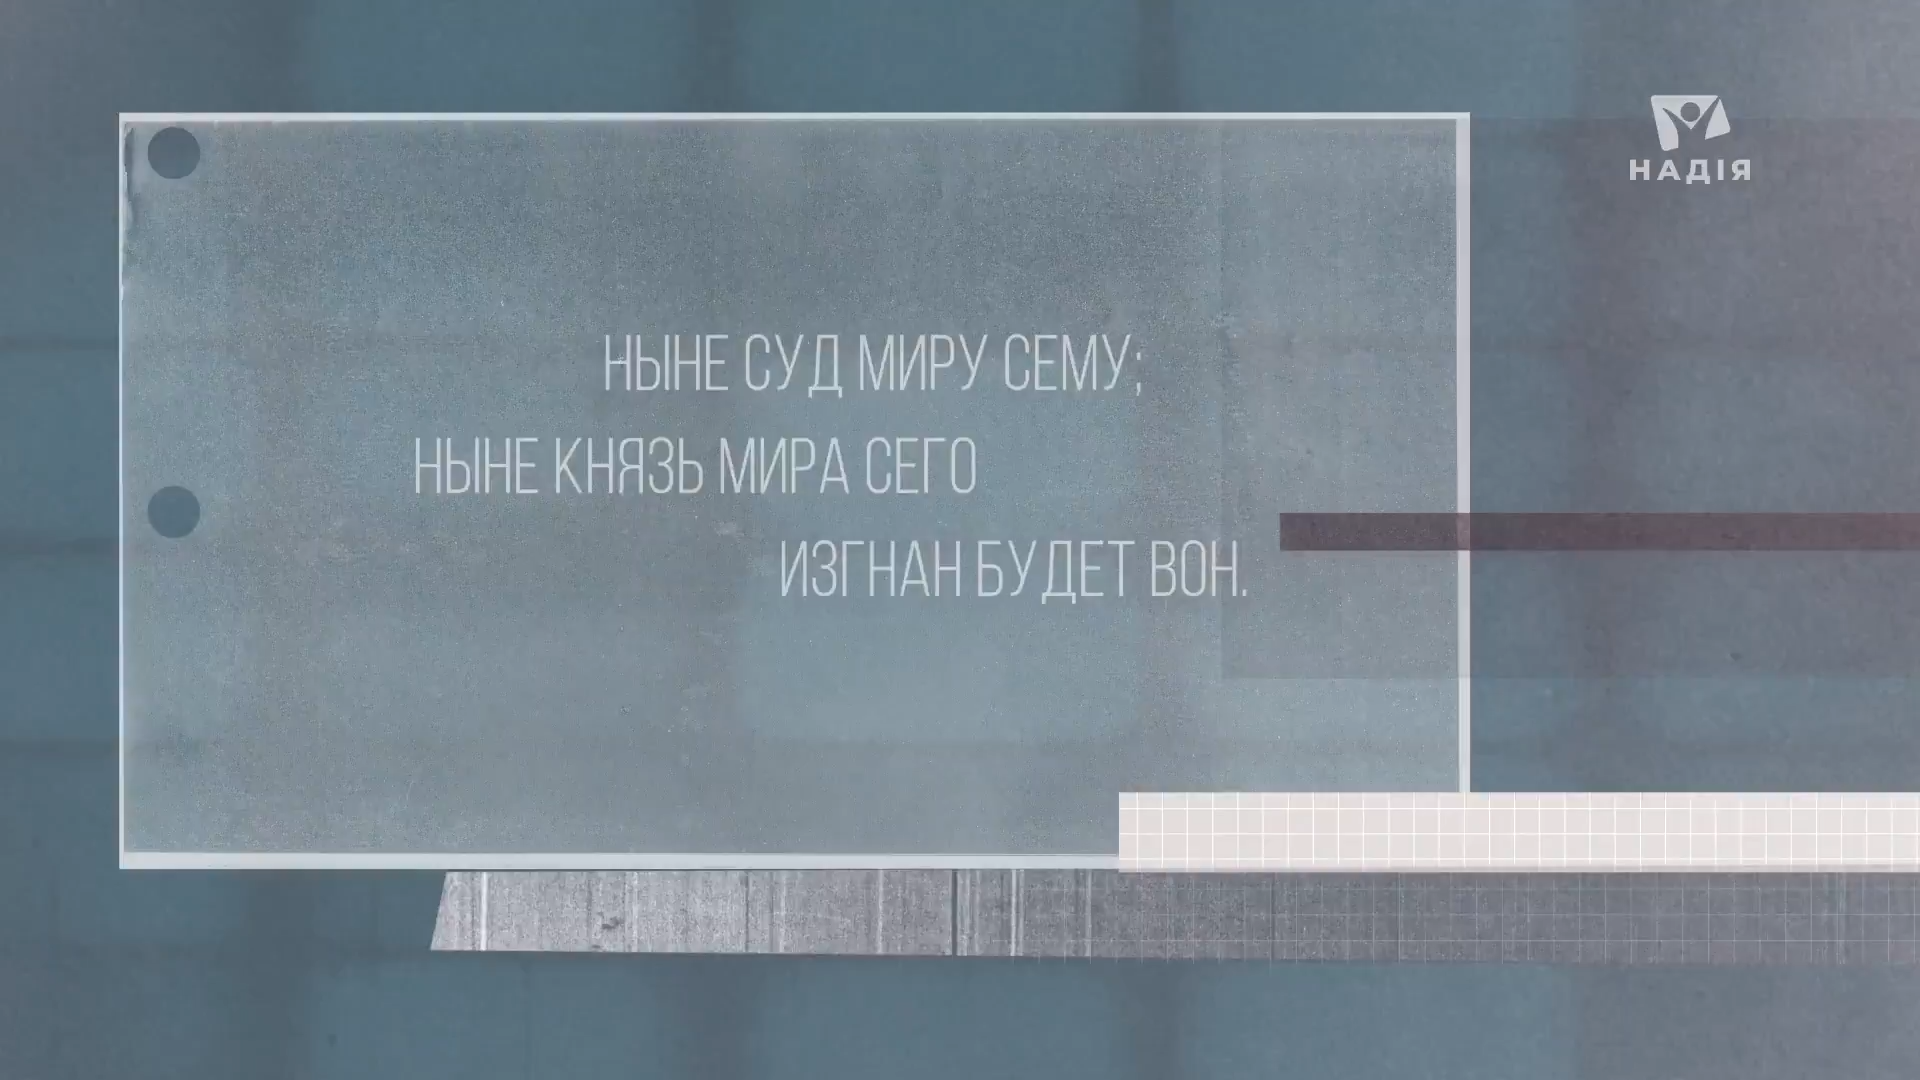 НАДІЯ
НЫНЕ СУД МИРУ СЕМУ;
НЫНЕ КНЯЗЬ МИРА СЕГО
ИЗГНАН БУДЕТ ВОН.